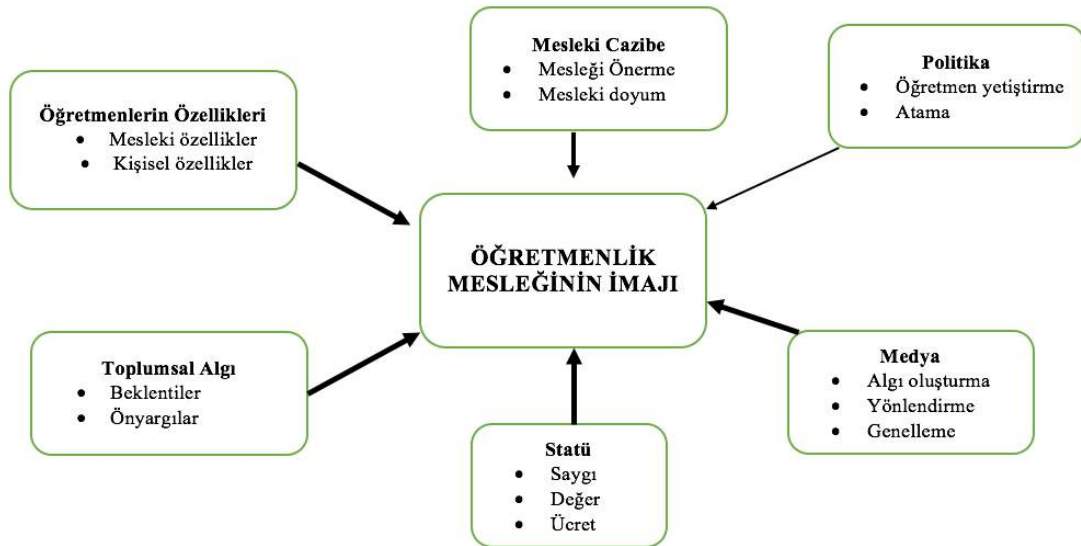 Mesleki Cazibe
• Mesleği Önerme
• Mesleki doyum
Politika
• Öğretmen yetiştirme
• Atama
Öğretmenlerin Özellikleri
• Mesleki özellikler
• Kişisel özellikler
ÖĞRETMENLİK
MESLEĞİNİN İMAJI
Toplumsal Algı
• Beklentiler
• Önyargılar
Medya
• Algı oluşturma
• Yönlendirme
• Genelleme
Statü
• Saygı
• Değer
• Ücret